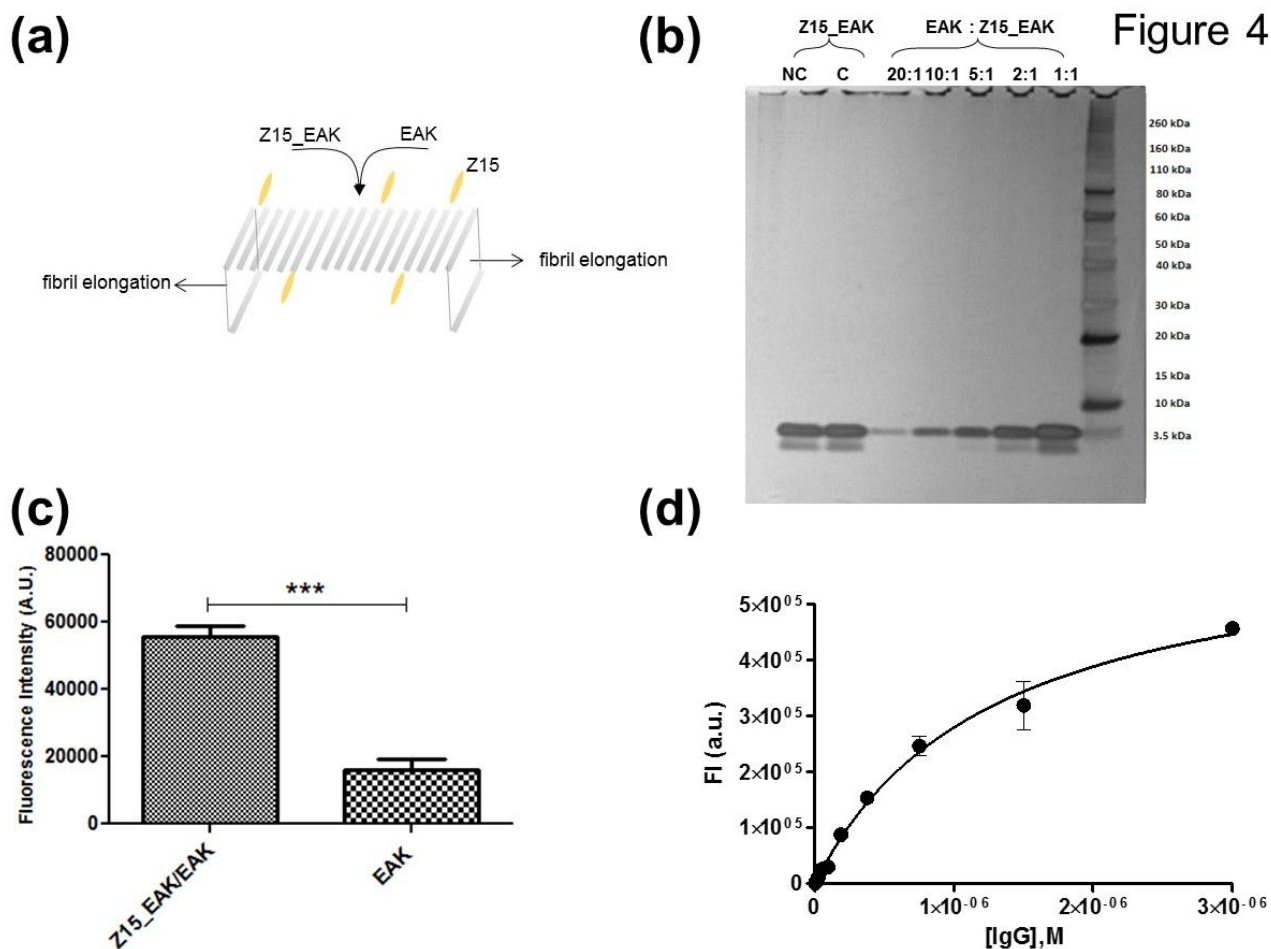 Figure 4
(a)
Z15_EAK
EAK
Z15
fibril elongation
fibril elongation
(b)
Z15_EAK
EAK : Z15_EAK
NC C 20:1 10:1 5:1 2:1 1:1
260 kDa
160 kDa
110 kDa
80 kDa
60 kDa
50 kDa
40 kDa
30 kDa
20 kDa
15 kDa
10 kDa
3.5 kDa
(c)
Fluorescence Intensity (A.U.)
80000
60000
40000
20000
0
***
Z15_EAK/EAK
EAK
(d)
FI (a.u.)
5×10⁰⁵
4×10⁰⁵
3×10⁰⁵
2×10⁰⁵
1×10⁰⁵
0
0 1×10⁻⁰⁶ 2×10⁻⁰⁶ 3×10⁻⁰⁶
[IgG],M